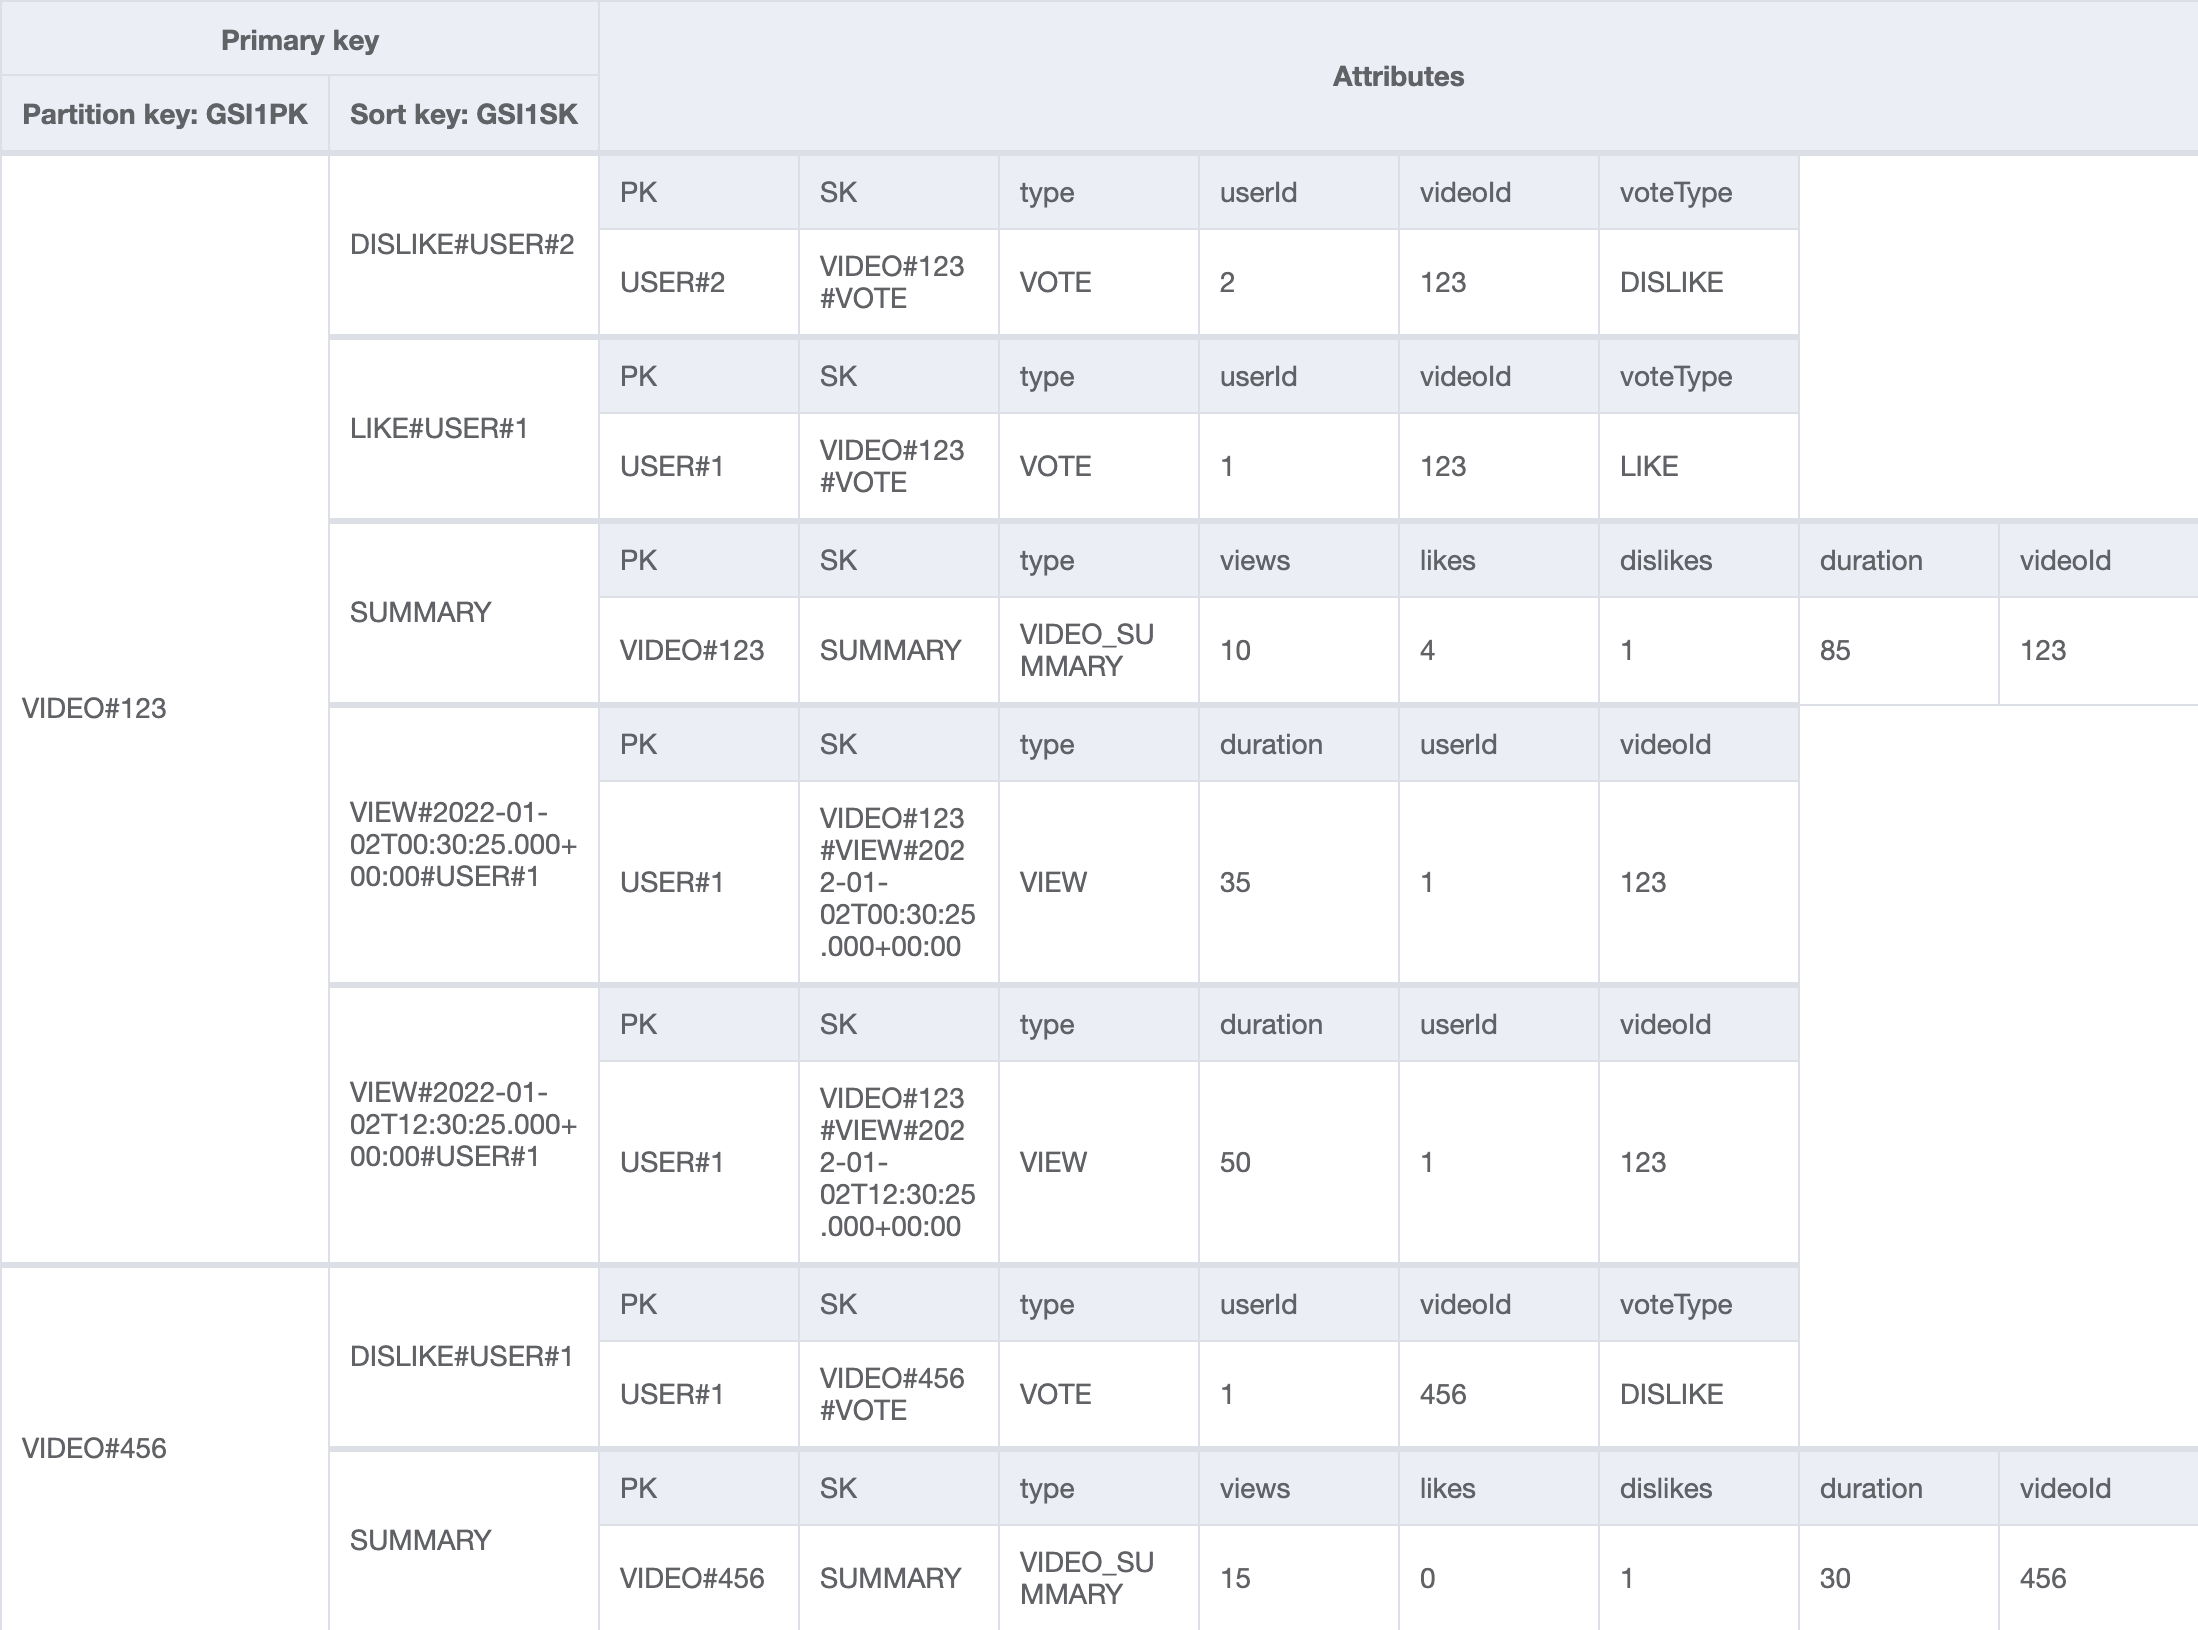 Primary key
Attributes
Partition key: GSI1PK
Sort key: GSI1SK
VIDEO#123
DISLIKE#USER#2
PK SK type userId videoId voteType
USER#2
VIDEO#123
#VOTE
VOTE 2 123 DISLIKE
LIKE#USER#1
PK SK type userId videoId voteType
USER#1
VIDEO#123
#VOTE
VOTE 1 123 LIKE
SUMMARY
PK SK type views likes dislikes duration videoId
VIDEO#123 SUMMARY
VIDEO_SU
MMARY
10 4 1 85 123
VIEW#2022-01-
02T00:30:25.000+
00:00#USER#1
PK SK type duration userId videoId
USER#1
VIDEO#123
#VIEW#202
2-01-
02T00:30:25
.000+00:00
VIEW 35 1 123
VIEW#2022-01-
02T12:30:25.000+
00:00#USER#1
PK SK type duration userId videoId
USER#1
VIDEO#123
#VIEW#202
2-01-
02T12:30:25
.000+00:00
VIEW 50 1 123
VIDEO#456
DISLIKE#USER#1
PK SK type userId videoId voteType
USER#1
VIDEO#456
#VOTE
VOTE 1 456 DISLIKE
SUMMARY
PK SK type views likes dislikes duration videoId
VIDEO#456 SUMMARY
VIDEO_SU
MMARY
15 0 1 30 456